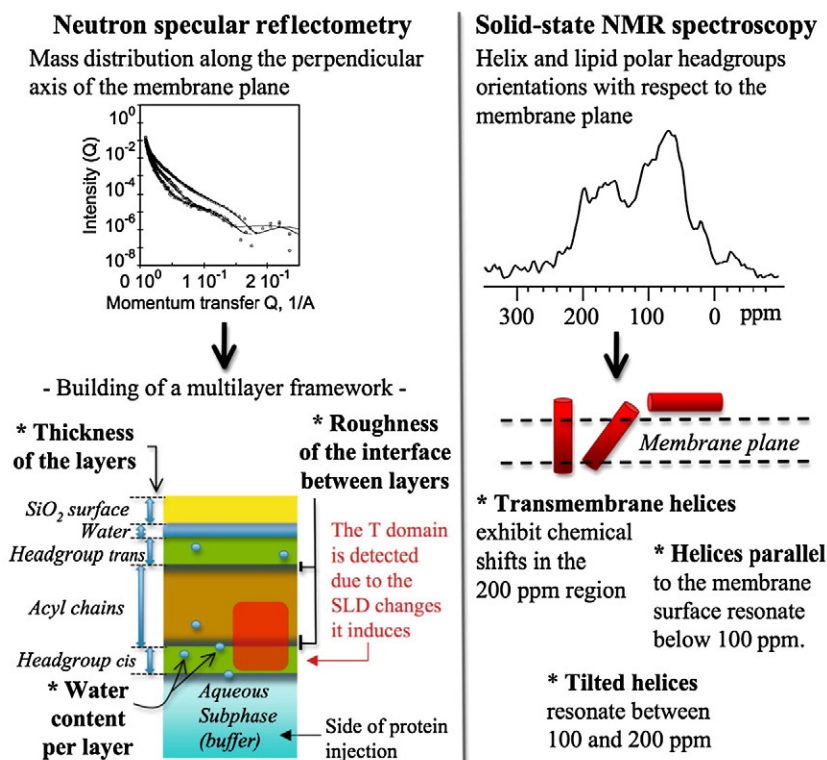 Neutron specular reflectometry
Mass distribution along the perpendicular
axis of the membrane plane
10⁰
10⁻²
10⁻⁴
10⁻⁶
10⁻⁸
Intensity (Q)
0 10⁰
1 10⁻¹
2 10⁻¹
Momentum transfer Q, 1/A
- Building of a multilayer framework -
* Thickness
of the layers
* Roughness
of the interface
between layers
SiO₂ surface
Water
Headgroup trans
Acyl chains
Headgroup cis
The T domain
is detected
due to the
SLD changes
it induces
* Water
content
per layer
Aqueous
Subphase
(buffer)
Side of protein
injection
Solid-state NMR spectroscopy
Helix and lipid polar headgroups
orientations with respect to the
membrane plane
300
200
100
0
ppm
Membrane plane
* Transmembrane helices
exhibit chemical
shifts in the
200 ppm region
* Helices parallel
to the membrane
surface resonate
below 100 ppm.
* Tilted helices
resonate between
100 and 200 ppm